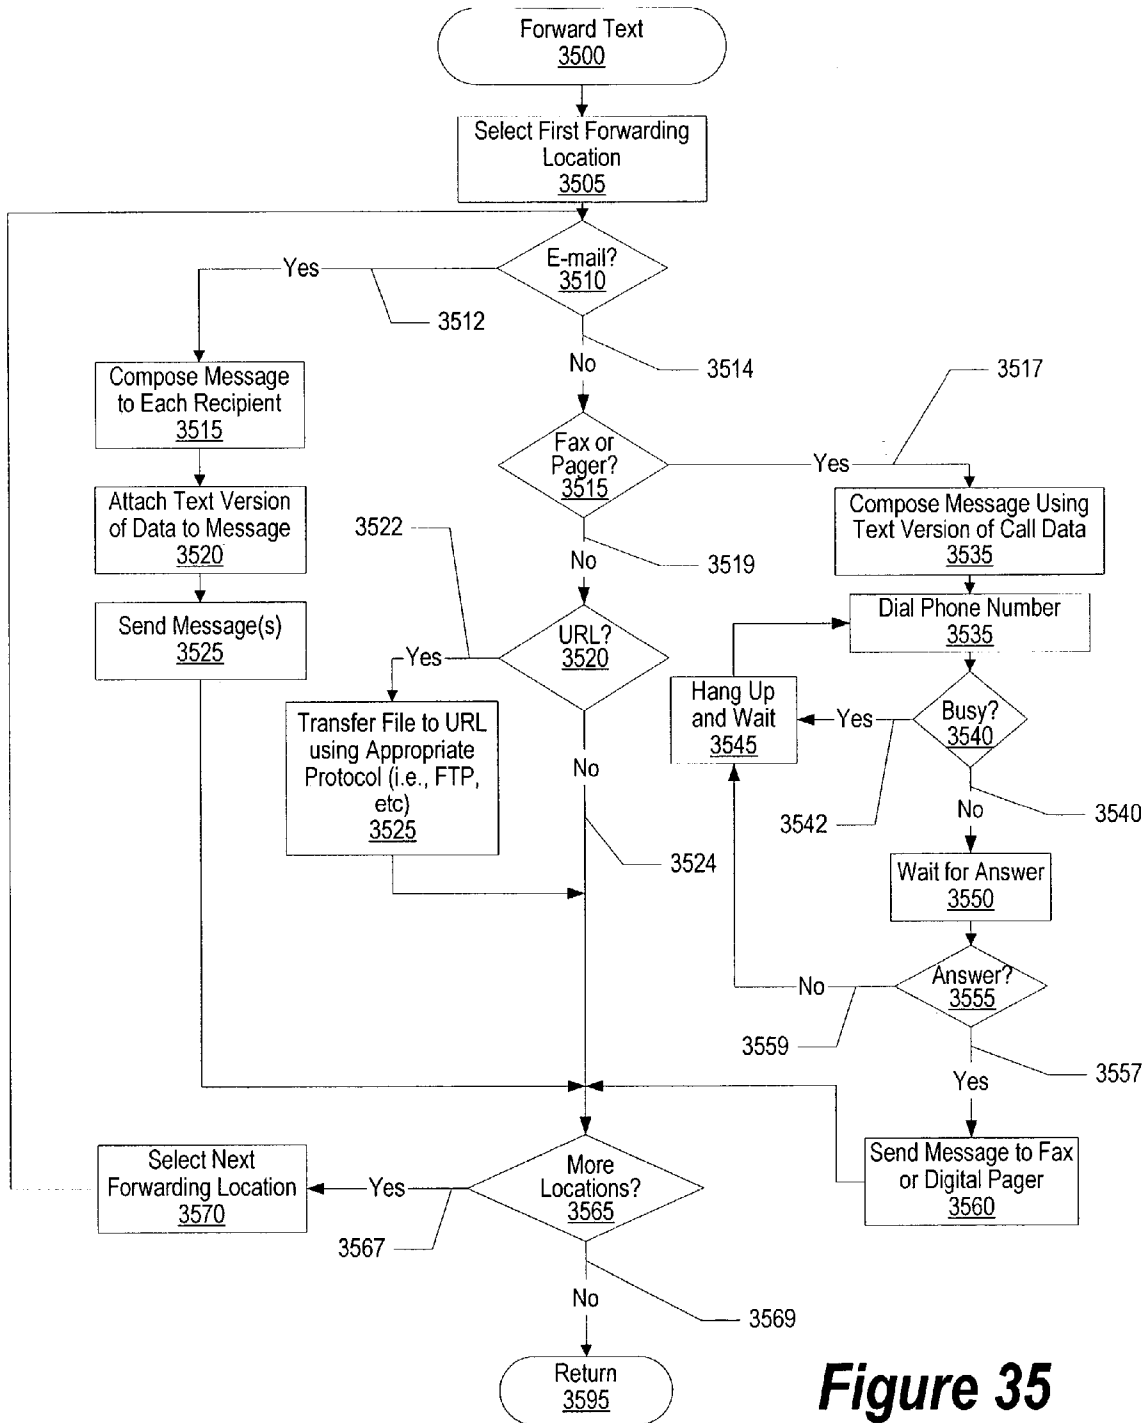 Forward Text
3500
Select First Forwarding
Location
3505
E-mail?
3510
Yes
3512
No
3514
Compose Message
to Each Recipient
3515
Attach Text Version
of Data to Message
3520
Send Message(s)
3525
Fax or
Pager?
3515
Yes
3517
No
3519
Compose Message Using
Text Version of Call Data
3535
Dial Phone Number
3535
URL?
3520
3522
Yes
Transfer File to URL
using Appropriate
Protocol (i.e., FTP,
etc)
3525
No
3524
Hang Up
and Wait
3545
Yes
Busy?
3540
3542
No
3540
Wait for Answer
3550
Answer?
3555
No
3559
3557
Yes
Send Message to Fax
or Digital Pager
3560
More
Locations?
3565
Yes
3567
Select Next
Forwarding Location
3570
No
3569
Return
3595
Figure 35